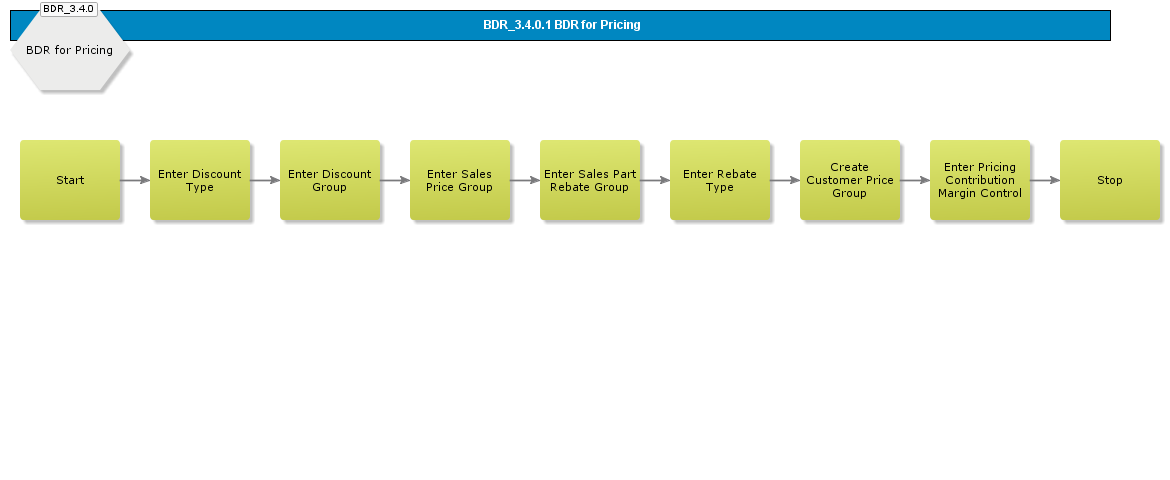 BDR_3.4.0
BDR_3.4.0.1 BDR for Pricing
BDR for Pricing
Start
Enter Discount
Type
Enter Discount
Group
Enter Sales
Price Group
Enter Sales Part
Rebate Group
Enter Rebate
Type
Create
Customer Price
Group
Enter Pricing
Contribution
Margin Control
Stop